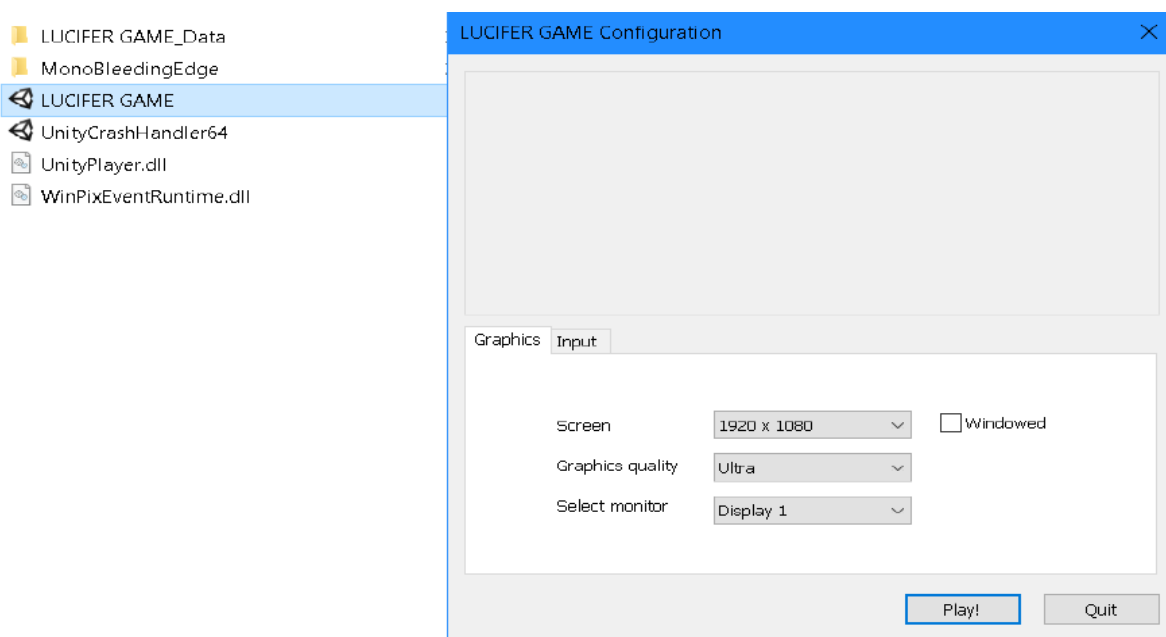 LUCIFER GAME_Data
MonoBleedingEdge
LUCIFER GAME
UnityCrashHandler64
UnityPlayer.dll
WinPixEventRuntime.dll
LUCIFER GAME Configuration
Graphics Input
Screen 1920 x 1080 Windowed
Graphics quality Ultra
Select monitor Display 1
Play! Quit